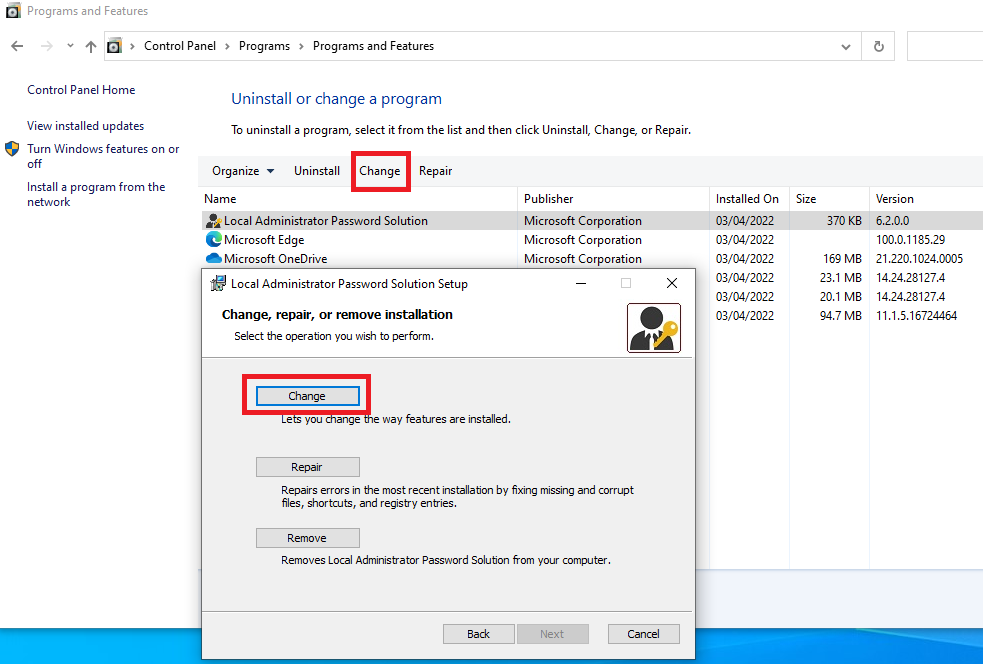 Programs and Features
Control Panel > Programs > Programs and Features
Control Panel Home
View installed updates
Turn Windows features on or
off
Install a program from the
network
Uninstall or change a program
To uninstall a program, select it from the list and then click Uninstall, Change, or Repair.
Organize Uninstall Change Repair
Name Publisher Installed On Size Version
Local Administrator Password Solution Microsoft Corporation 03/04/2022 370 KB 6.2.0.0
Microsoft Edge Microsoft Corporation 03/04/2022 100.0.1185.29
Microsoft OneDrive Microsoft Corporation 03/04/2022 169 MB 21.220.1024.0005
03/04/2022 23.1 MB 14.24.28127.4
03/04/2022 20.1 MB 14.24.28127.4
03/04/2022 94.7 MB 11.1.5.16724464
Local Administrator Password Solution Setup
Change, repair, or remove installation
Select the operation you wish to perform.
Change
Lets you change the way features are installed.
Repair
Repairs errors in the most recent installation by fixing missing and corrupt
files, shortcuts, and registry entries.
Remove
Removes Local Administrator Password Solution from your computer.
Back Next Cancel